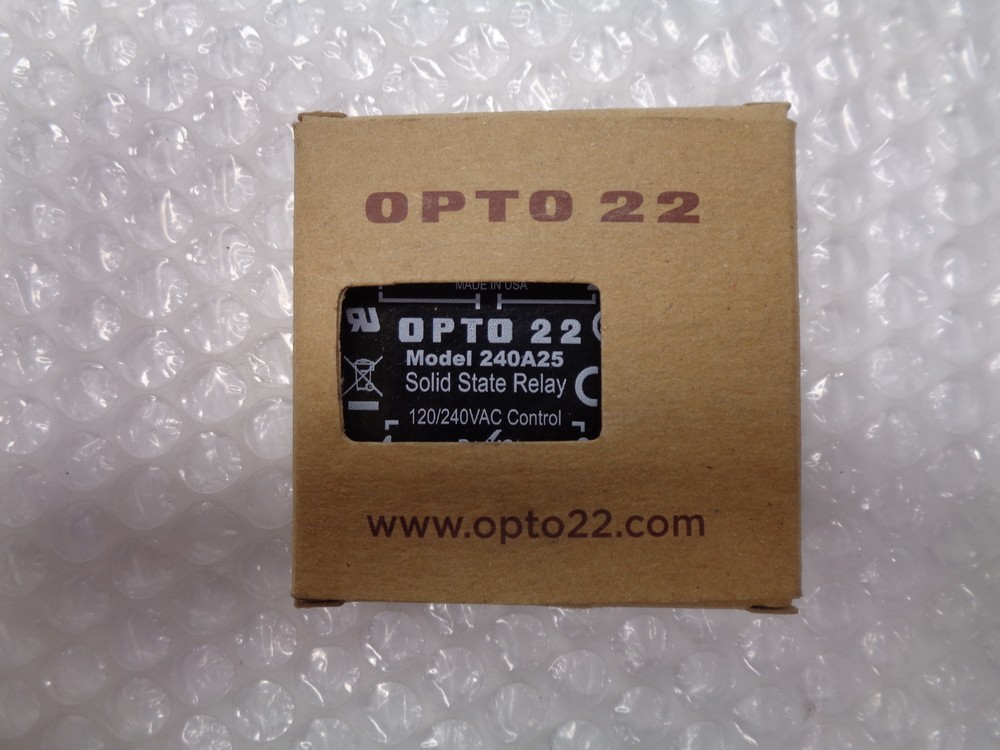 OPTO 22
MADE IN USA
OPTO 22
Model 240A25
Solid State Relay
120/240VAC Control
www.opto22.com